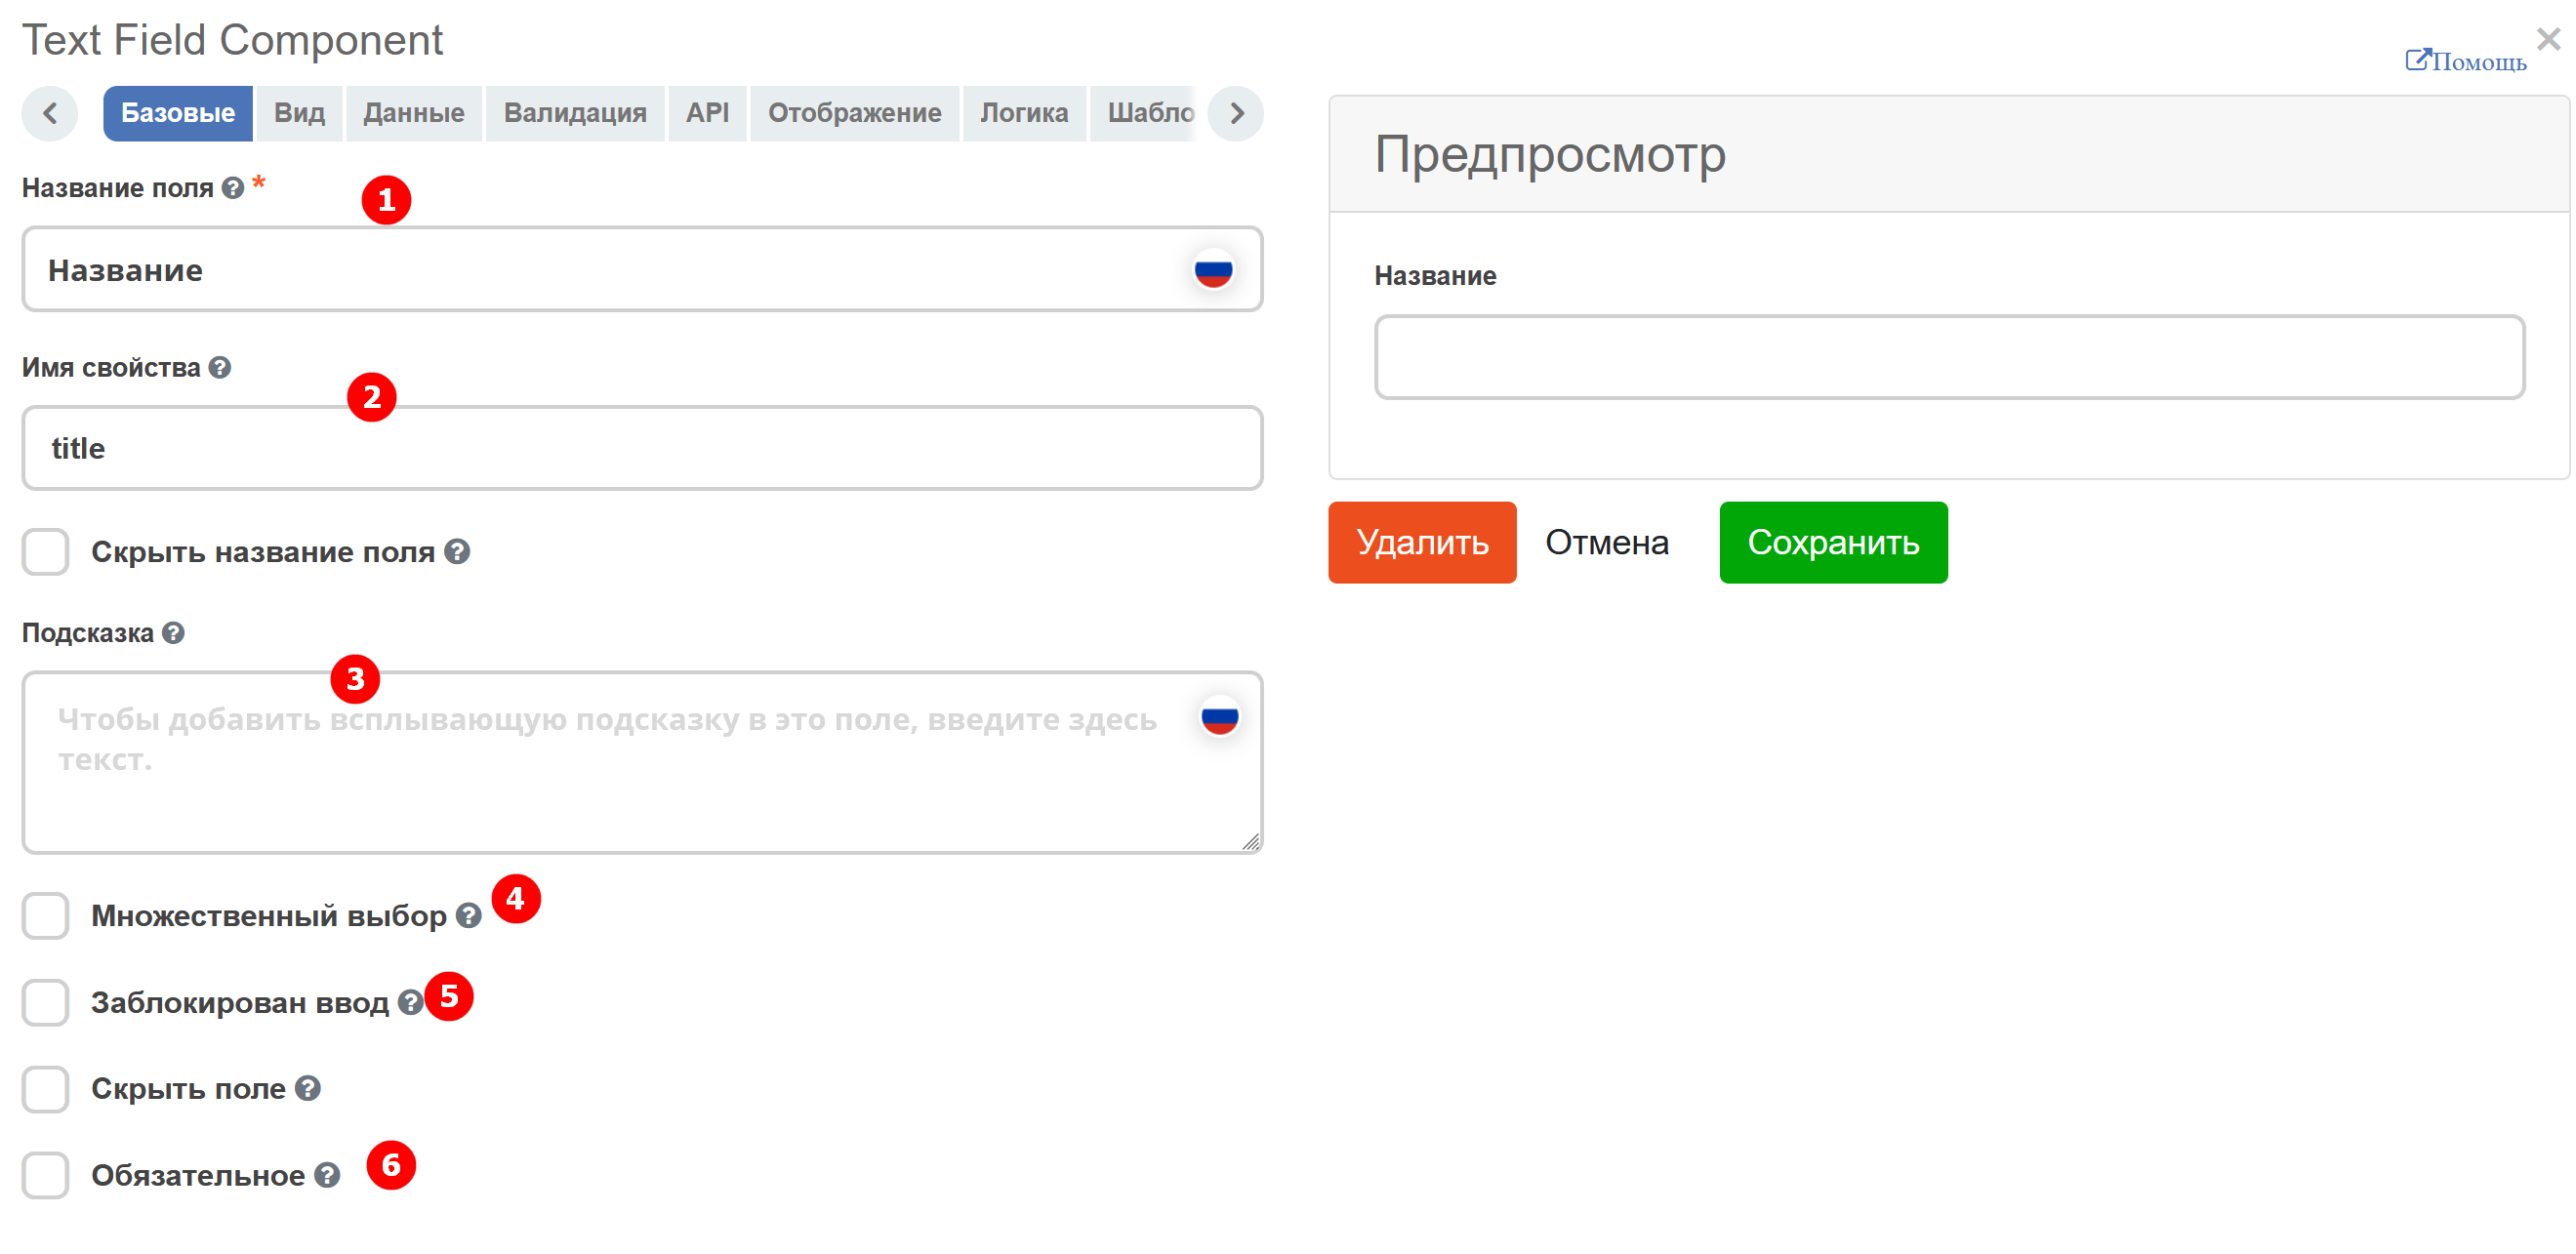 Text Field Component
Помощь
Базовые Вид Данные Валидация API Отображение Логика Шабло
Название поля *
1
Название
Имя свойства
2
title
Скрыть название поля
Подсказка
3
Чтобы добавить всплывающую подсказку в это поле, введите здесь
текст.
Множественный выбор
4
Заблокирован ввод
5
Скрыть поле
Обязательное
6
Предпросмотр
Название
Удалить Отмена Сохранить